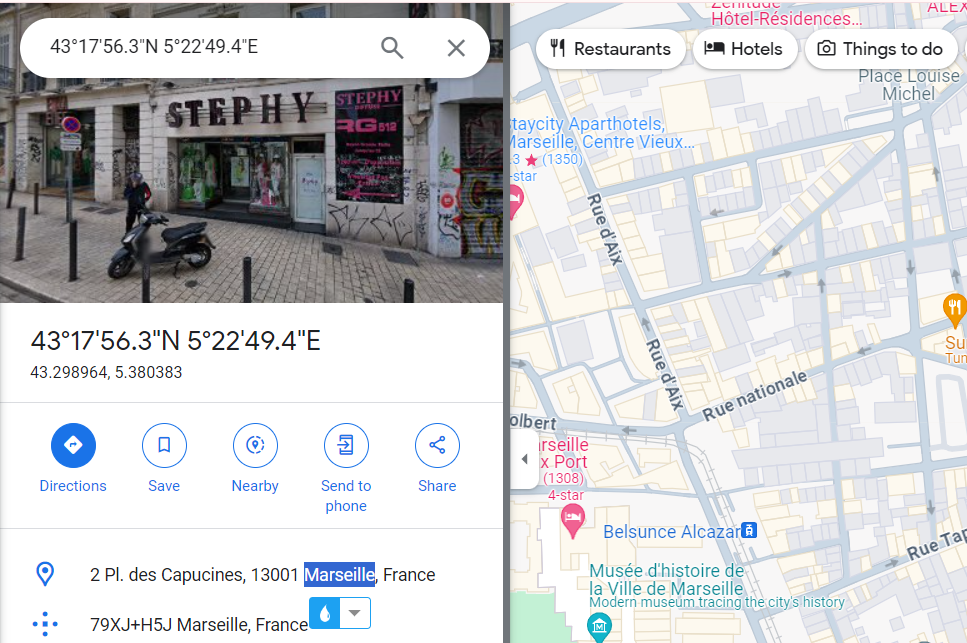 43°17'56.3"N 5°22'49.4"E
STEPHY
STEPHY
RG 512
43°17'56.3"N 5°22'49.4"E
43.298964, 5.380383
Directions
Save
Nearby
Send to
phone
Share
2 Pl. des Capucines, 13001 Marseille, France
79XJ+H5J Marseille, France
Zenitude
Hôtel-Résidences...
ALEX
Restaurants
Hotels
Things to do
Place Louise
Michel
taycity Aparthotels,
Marseille, Centre Vieux...
.3 ★ (1350)
-star
Rue d'Aix
Rue d'Aix
Rue nationale
olbert
Su
Tun
arseille
x Port
(1308)
4-star
Belsunce Alcazar
Rue Tap
Musée d'histoire de
la Ville de Marseille
Modern museum tracing the city's history